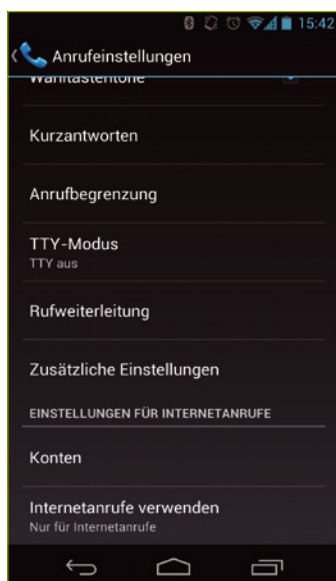 15:42
Anrufeinstellungen
Wähltastentöne
Kurzantworten
Anrufbegrenzung
TTY-Modus
TTY aus
Rufweiterleitung
Zusätzliche Einstellungen
EINSTELLUNGEN FÜR INTERNETANRUFE
Konten
Internetanrufe verwenden
Nur für Internetanrufe